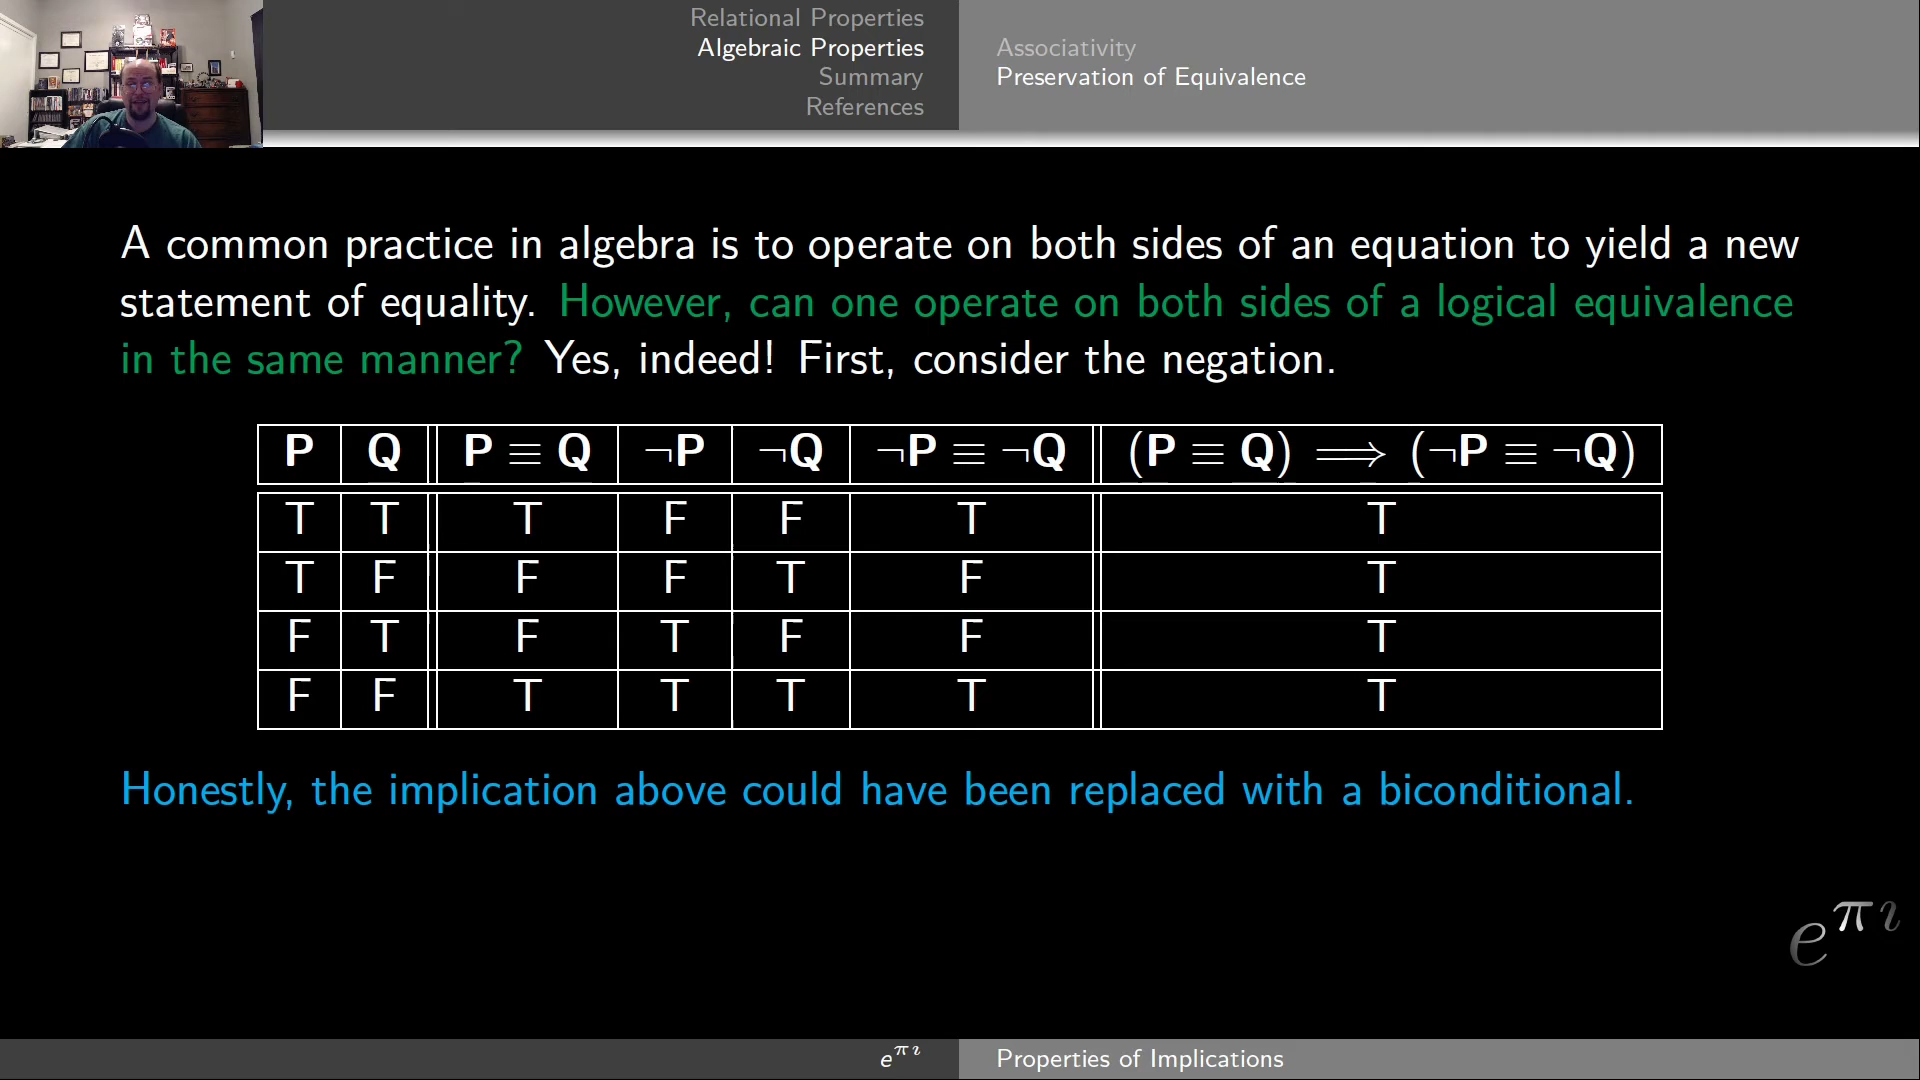 Relational Properties
Algebraic Properties
Summary
References
Associativity
Preservation of Equivalence
A common practice in algebra is to operate on both sides of an equation to yield a new
statement of equality. However, can one operate on both sides of a logical equivalence
in the same manner? Yes, indeed! First, consider the negation.
P Q P ≡ Q ¬P ¬Q ¬P ≡ ¬Q (P ≡ Q) ⟹ (¬P ≡ ¬Q)
T T T F F T T
T F F F T F T
F T F T F F T
F F T T T T T
Honestly, the implication above could have been replaced with a biconditional.
e^πı
e^πı
Properties of Implications